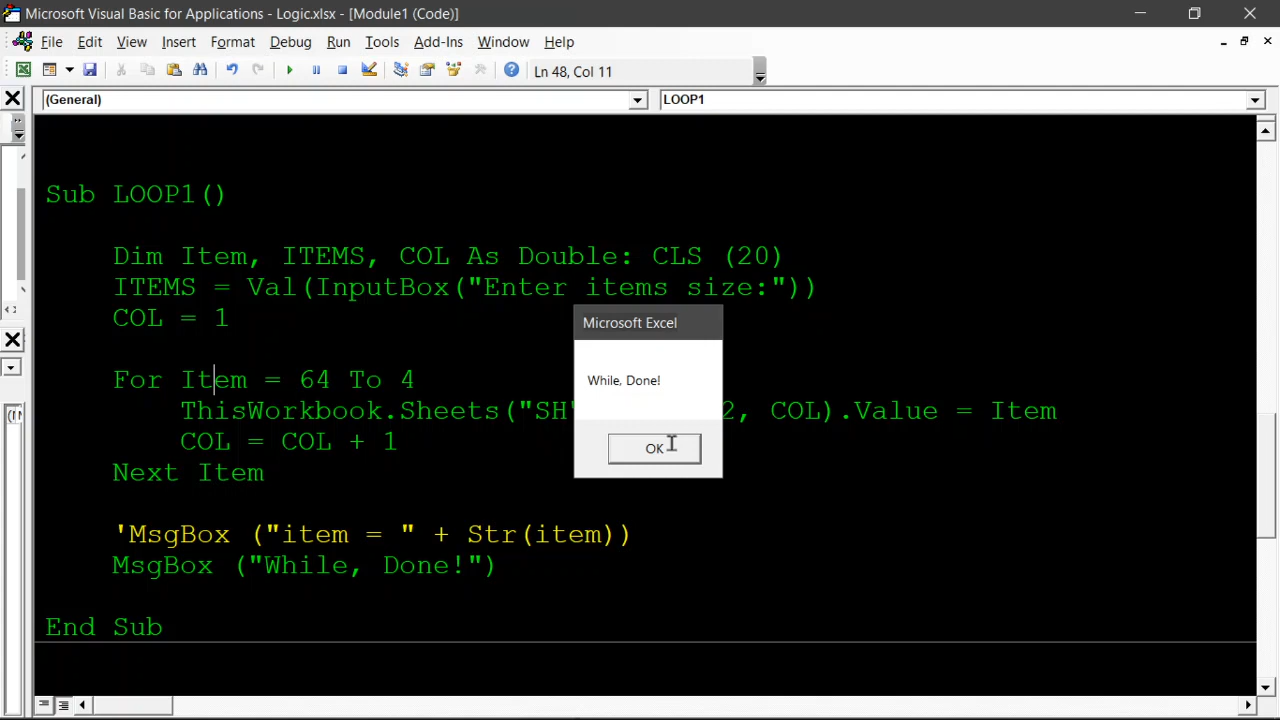 Microsoft Visual Basic for Applications - Logic.xlsx - [Module1 (Code)]
File Edit View Insert Format Debug Run Tools Add-Ins Window Help
Ln 48, Col 11
(General) LOOP1
Sub LOOP1()
Dim Item, ITEMS, COL As Double: CLS (20)
ITEMS = Val(InputBox("Enter items size:"))
COL = 1
For Item = 64 To 4
ThisWorkbook.Sheets("SH 2, COL).Value = Item
COL = COL + 1
Next Item
'MsgBox ("item = " + Str(item))
MsgBox ("While, Done!")
End Sub
Microsoft Excel
While, Done!
OK